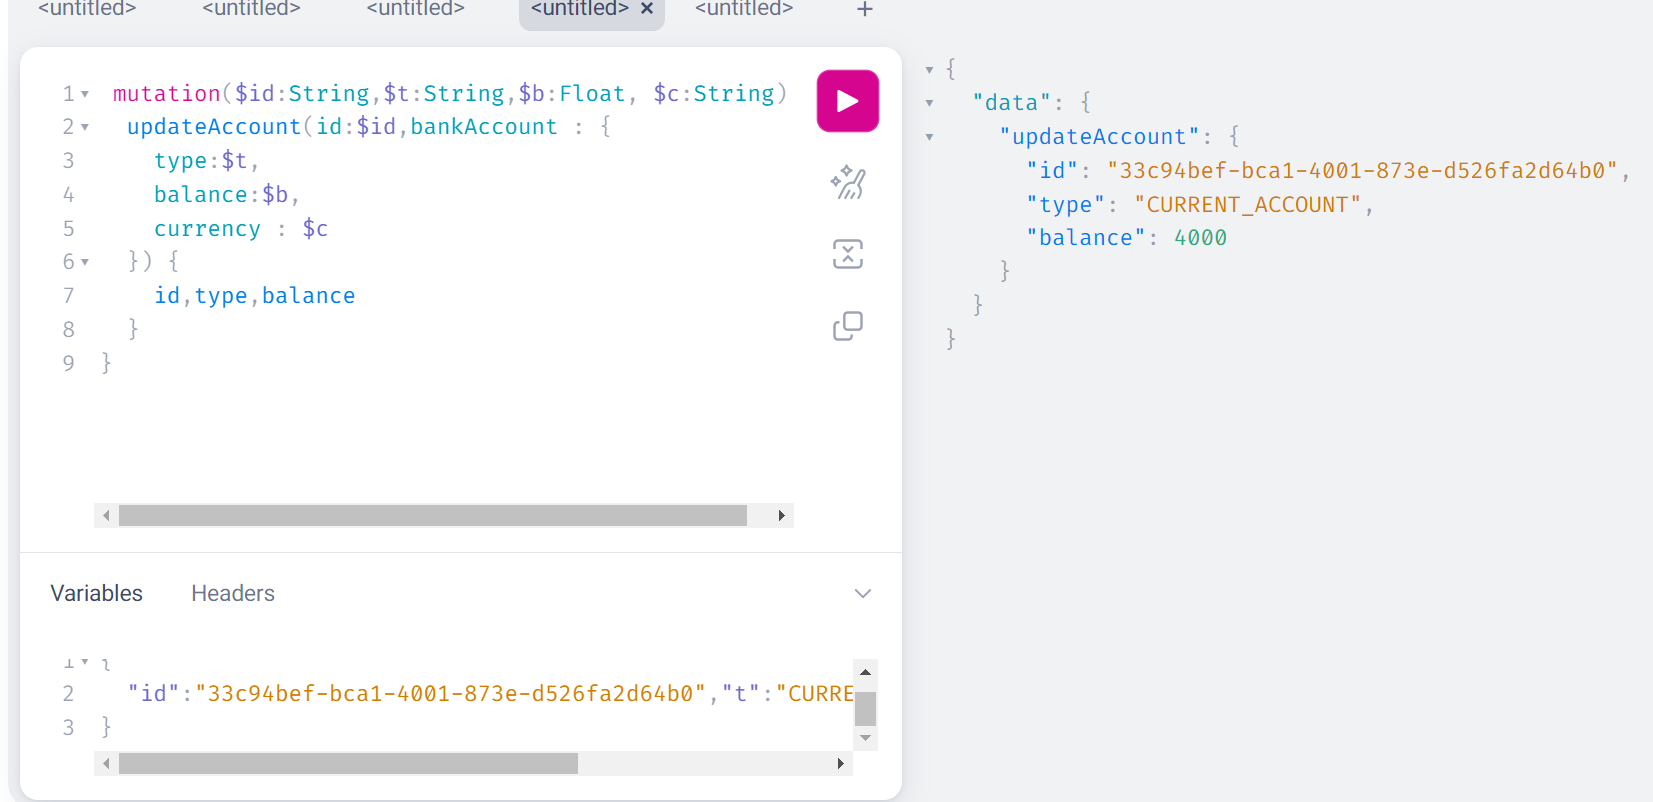 <untitled> <untitled> <untitled> <untitled> × <untitled> +
1 mutation($id:String,$t:String,$b:Float, $c:String)
2 updateAccount(id:$id,bankAccount : {
3 type:$t,
4 balance:$b,
5 currency : $c
6 }) {
7 id,type,balance
8 }
9 }
Variables Headers
1 {
2 "id":"33c94bef-bca1-4001-873e-d526fa2d64b0","t":"CURRE
3 }
{
"data": {
"updateAccount": {
"id": "33c94bef-bca1-4001-873e-d526fa2d64b0",
"type": "CURRENT_ACCOUNT",
"balance": 4000
}
}
}